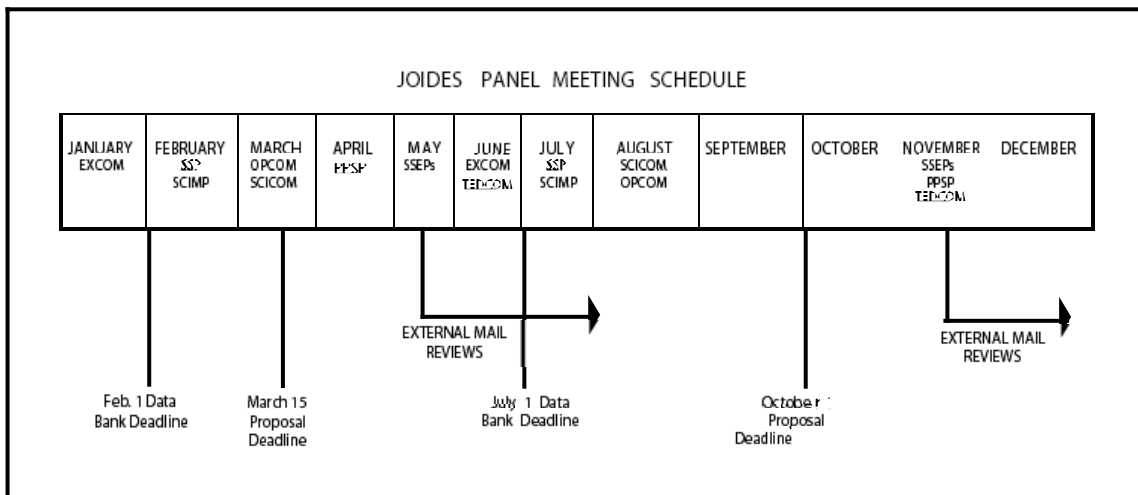 JOIDES PANEL MEETING SCHEDULE
JANUARY
EXCOM
FEBRUARY
SSP
SCIMP
MARCH
OPCOM
SCICOM
APRIL
PPSP
MAY
SSEPs
JUNE
EXCOM
TEDCOM
JULY
SSP
SCIMP
AUGUST
SCICOM
OPCOM
SEPTEMBER
OCTOBER
NOVEMBER
SSEPs
PPSP
TEDCOM
DECEMBER
EXTERNAL MAIL
REVIEWS
EXTERNAL MAIL
REVIEWS
Feb. 1 Data
Bank Deadline
March 15
Proposal
Deadline
July 1 Data
Bank Deadline
October
Proposal
Deadline